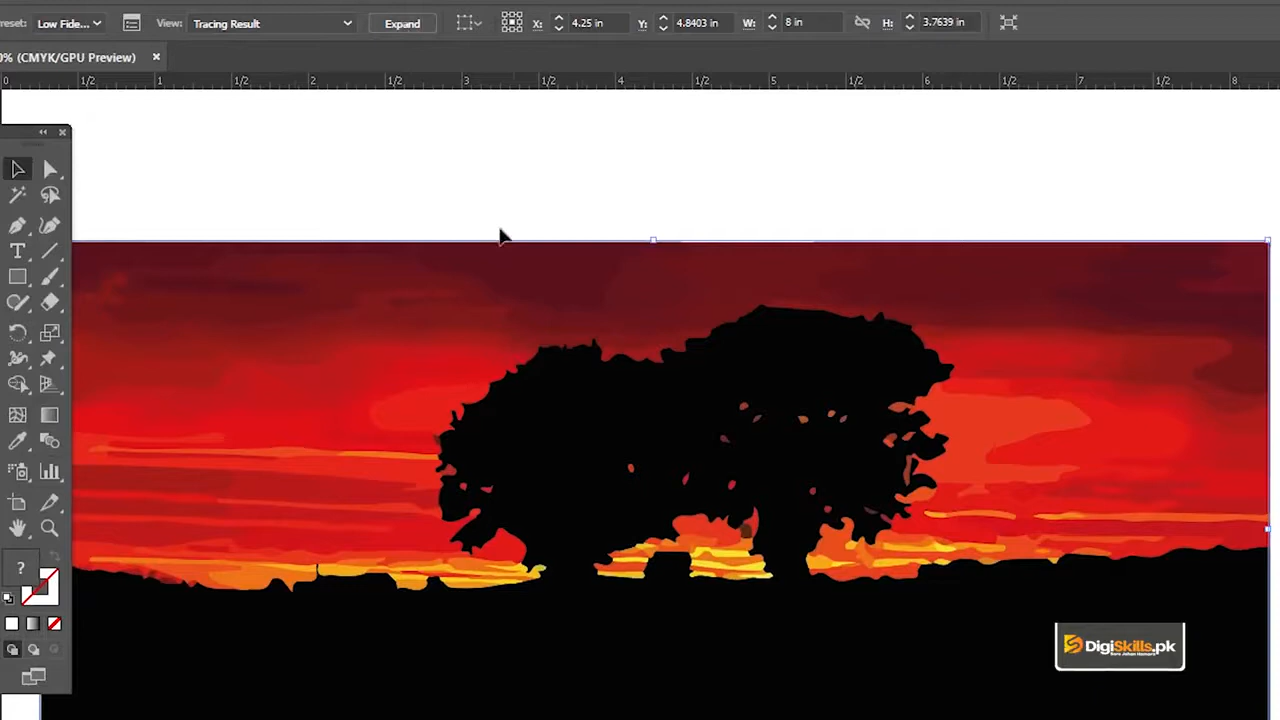 reset: Low Fide... View: Tracing Result Expand X: 4.25 in Y: 4.8403 in W: 8 in H: 3.7639 in
0% (CMYK/GPU Preview) ×
0 1/2 1 1/2 2 1/2 3 1/2 4 1/2 5 1/2 6 1/2 7 1/2 8
T
?
DigiSkills.pk